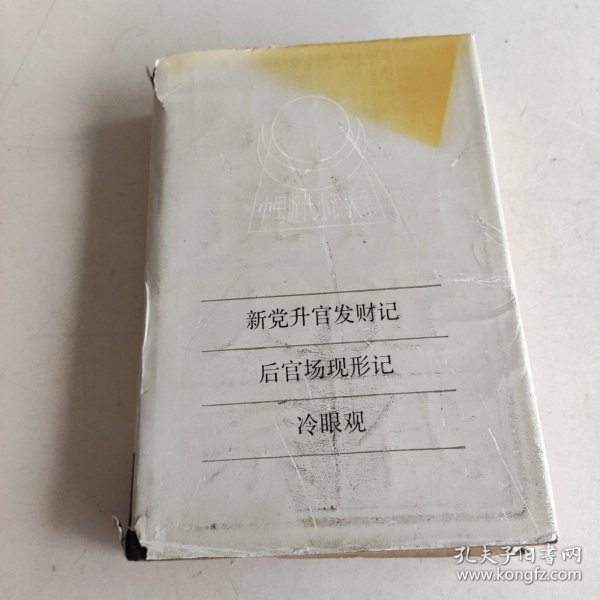 中国近代小说大系
新党升官发财记
后官场现形记
冷眼观
孔夫子旧书网
www.kongfz.com